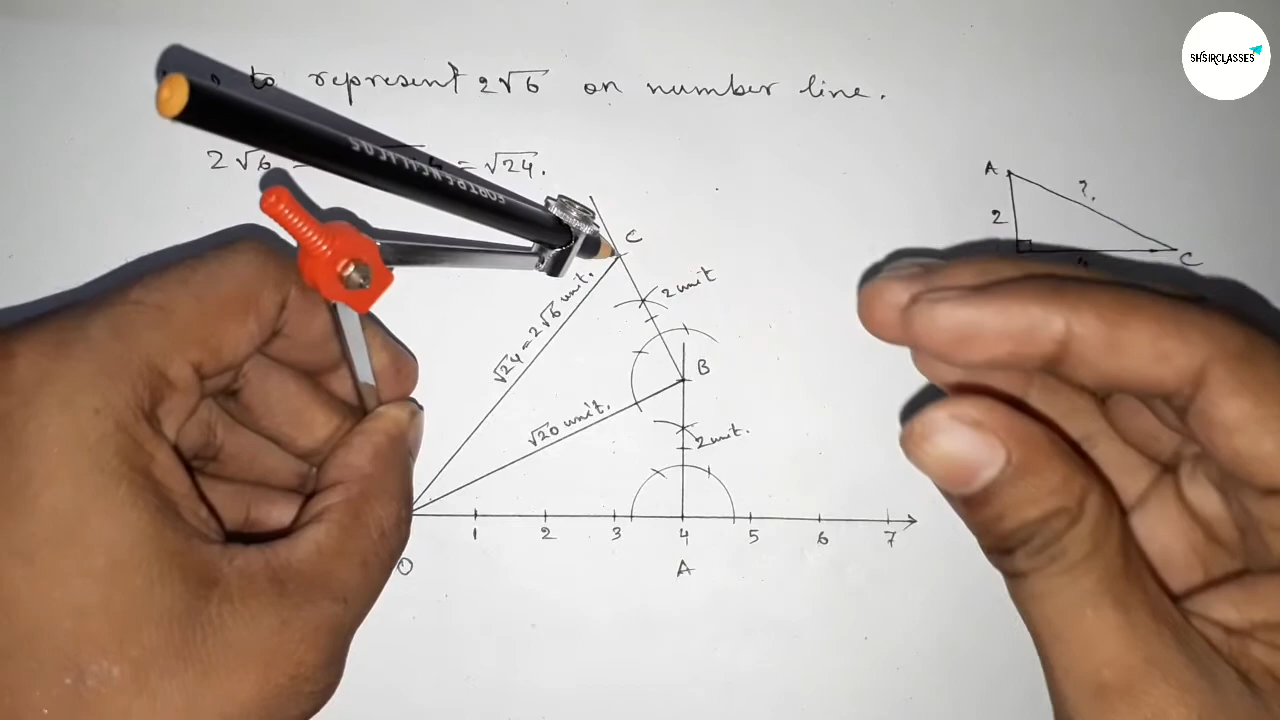 to represent 2√6 on number line.
2√6 = = √24.
SHSIRCLASSES
A
?
2
C
4
C
2 unit
√24 = 2√6 unit.
B
√20 unit.
2 unit.
1 2 3 4 5 6 7
O A